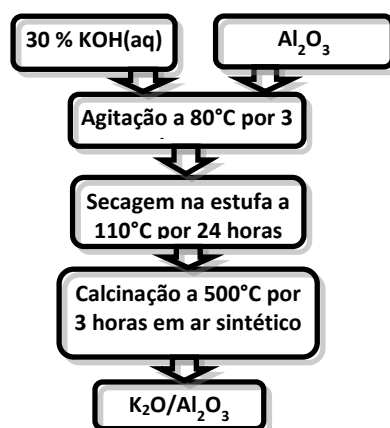 30 % KOH(aq)
Al₂O₃
Agitação a 80°C por 3
Secagem na estufa a
110°C por 24 horas
Calcinação a 500°C por
3 horas em ar sintético
K₂O/Al₂O₃